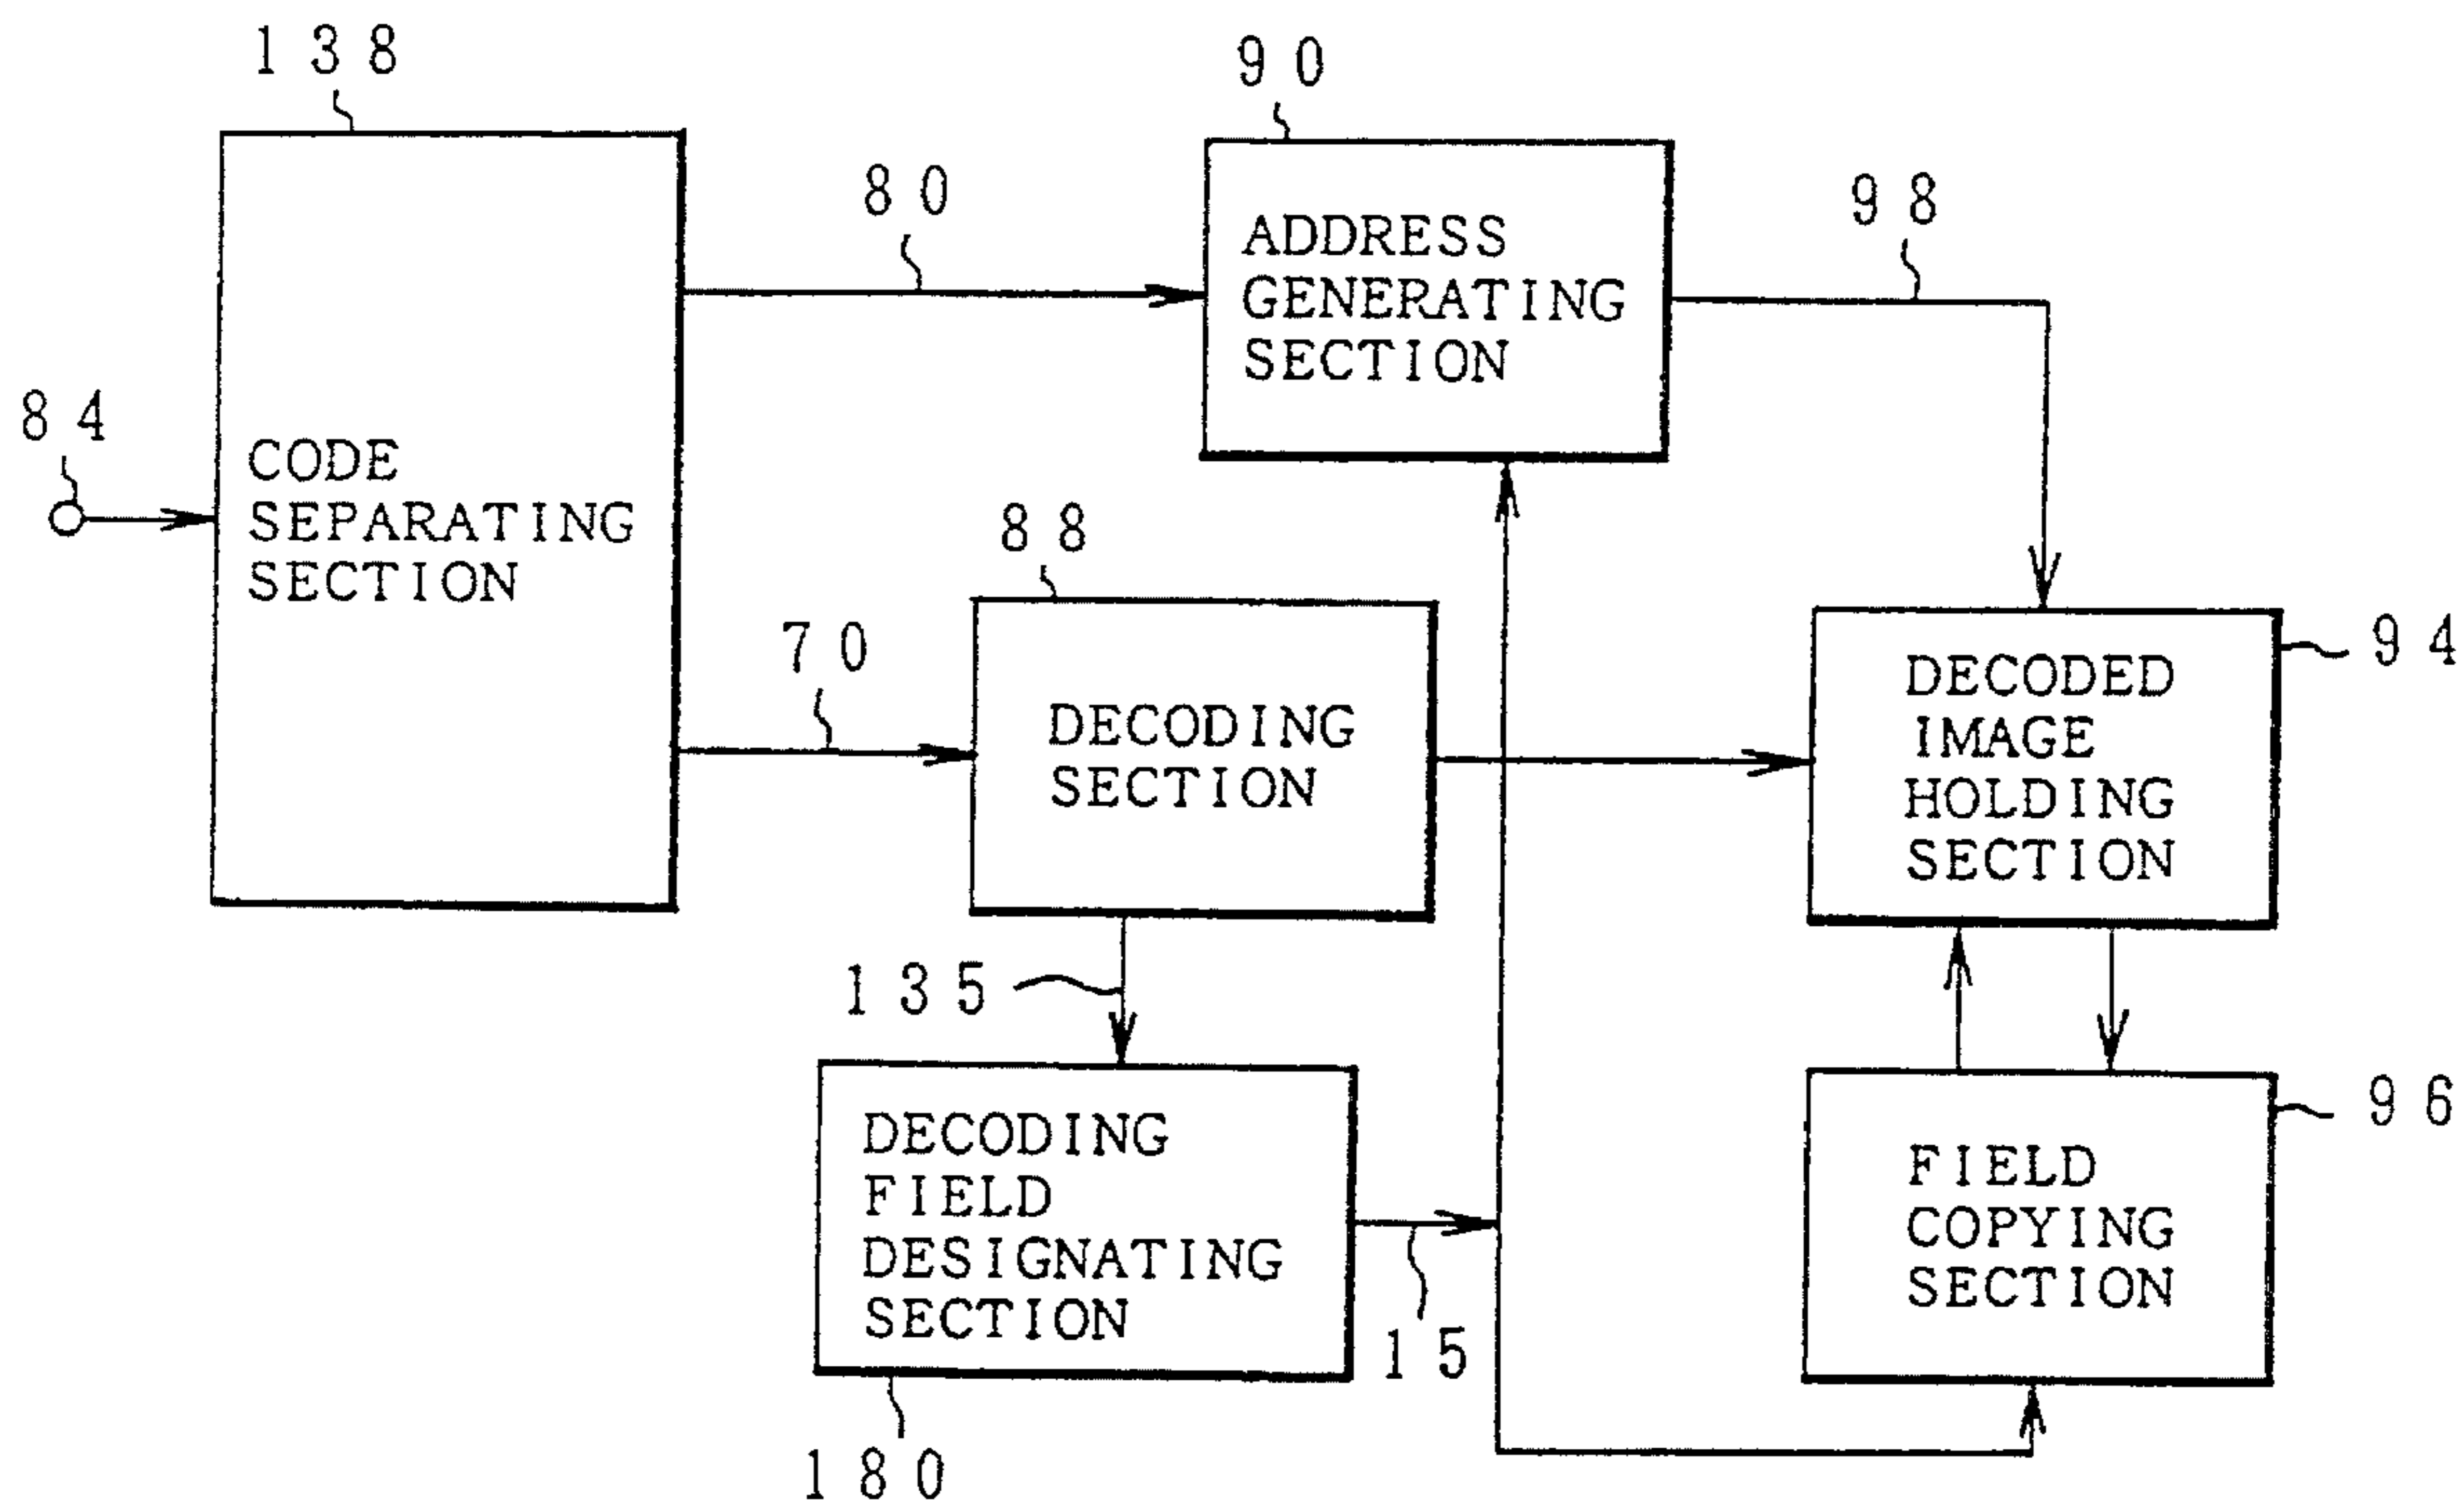 138
90
80
98
ADDRESS
GENERATING
SECTION
84
CODE
SEPARATING
SECTION
88
70
94
DECODED
IMAGE
HOLDING
SECTION
DECODING
SECTION
135
96
DECODING
FIELD
DESIGNATING
SECTION
FIELD
COPYING
SECTION
15
180